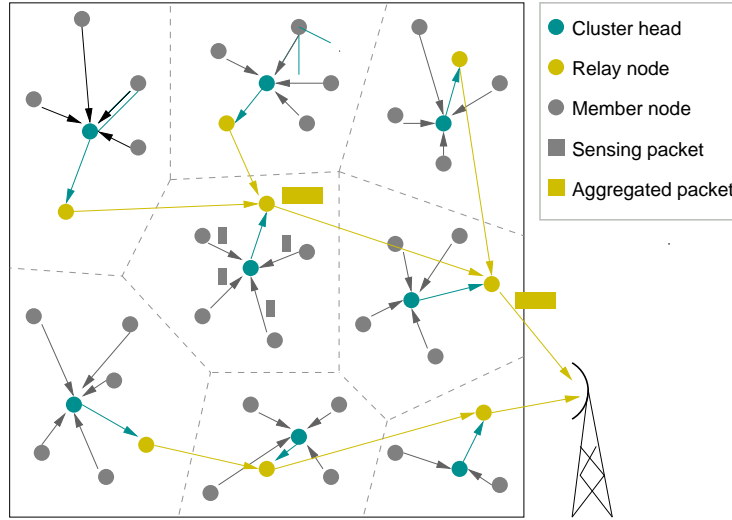 Cluster head
Relay node
Member node
Sensing packet
Aggregated packet